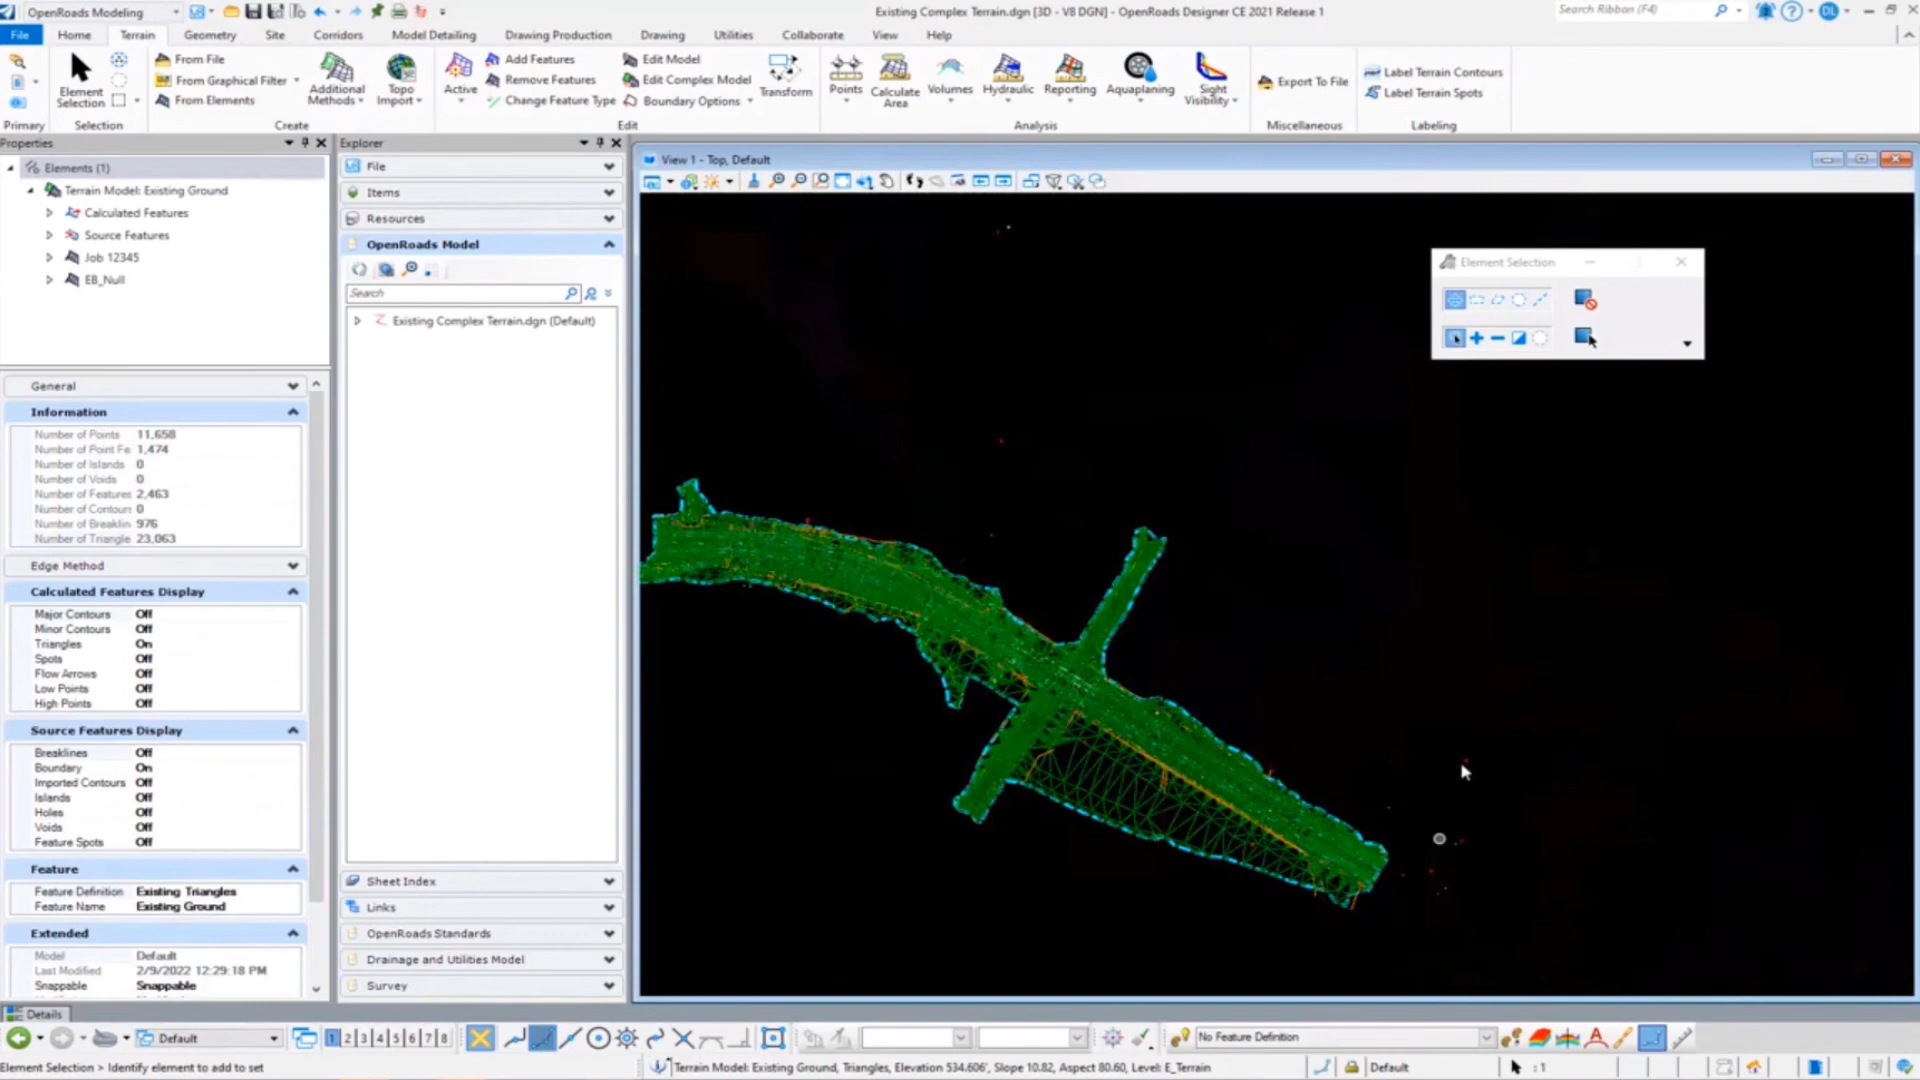 OpenRoads Modeling
Existing Complex Terrain.dgn [3D - V8 DGN] - OpenRoads Designer CE 2021 Release 1
Search Ribbon (F4)
DL
File Home Terrain Geometry Site Corridors Model Detailing Drawing Production Drawing Utilities Collaborate View Help
Element Selection
From File
From Graphical Filter
From Elements
Additional Methods
Topo Import
Active
Add Features
Remove Features
Change Feature Type
Edit Model
Edit Complex Model
Boundary Options
Transform
Points
Calculate Area
Volumes
Hydraulic
Reporting
Aquaplaning
Sight Visibility
Export To File
Label Terrain Contours
Label Terrain Spots
Primary Selection Create Edit Analysis Miscellaneous Labeling
Properties
Elements (1)
Terrain Model: Existing Ground
Calculated Features
Source Features
Job 12345
EB_Null
General
Information
Number of Points 11,658
Number of Point Fe 1,474
Number of Islands 0
Number of Voids 0
Number of Features 2,463
Number of Contours 0
Number of Breaklin 976
Number of Triangle 23,063
Edge Method
Calculated Features Display
Major Contours Off
Minor Contours Off
Triangles On
Spots Off
Flow Arrows Off
Low Points Off
High Points Off
Source Features Display
Breaklines Off
Boundary On
Imported Contours Off
Islands Off
Holes Off
Voids Off
Feature Spots Off
Feature
Feature Definition Existing Triangles
Feature Name Existing Ground
Extended
Model Default
Last Modified 2/9/2022 12:29:18 PM
Snappable Snappable
Details
Explorer
File
Items
Resources
OpenRoads Model
Search
Existing Complex Terrain.dgn (Default)
Sheet Index
Links
OpenRoads Standards
Drainage and Utilities Model
Survey
View 1 - Top, Default
Element Selection
Default
1 2 3 4 5 6 7 8
No Feature Definition
Element Selection > Identify element to add to set
Terrain Model: Existing Ground, Triangles, Elevation 534.606', Slope 10.82, Aspect 80.60, Level: E_Terrain
Default
: 1